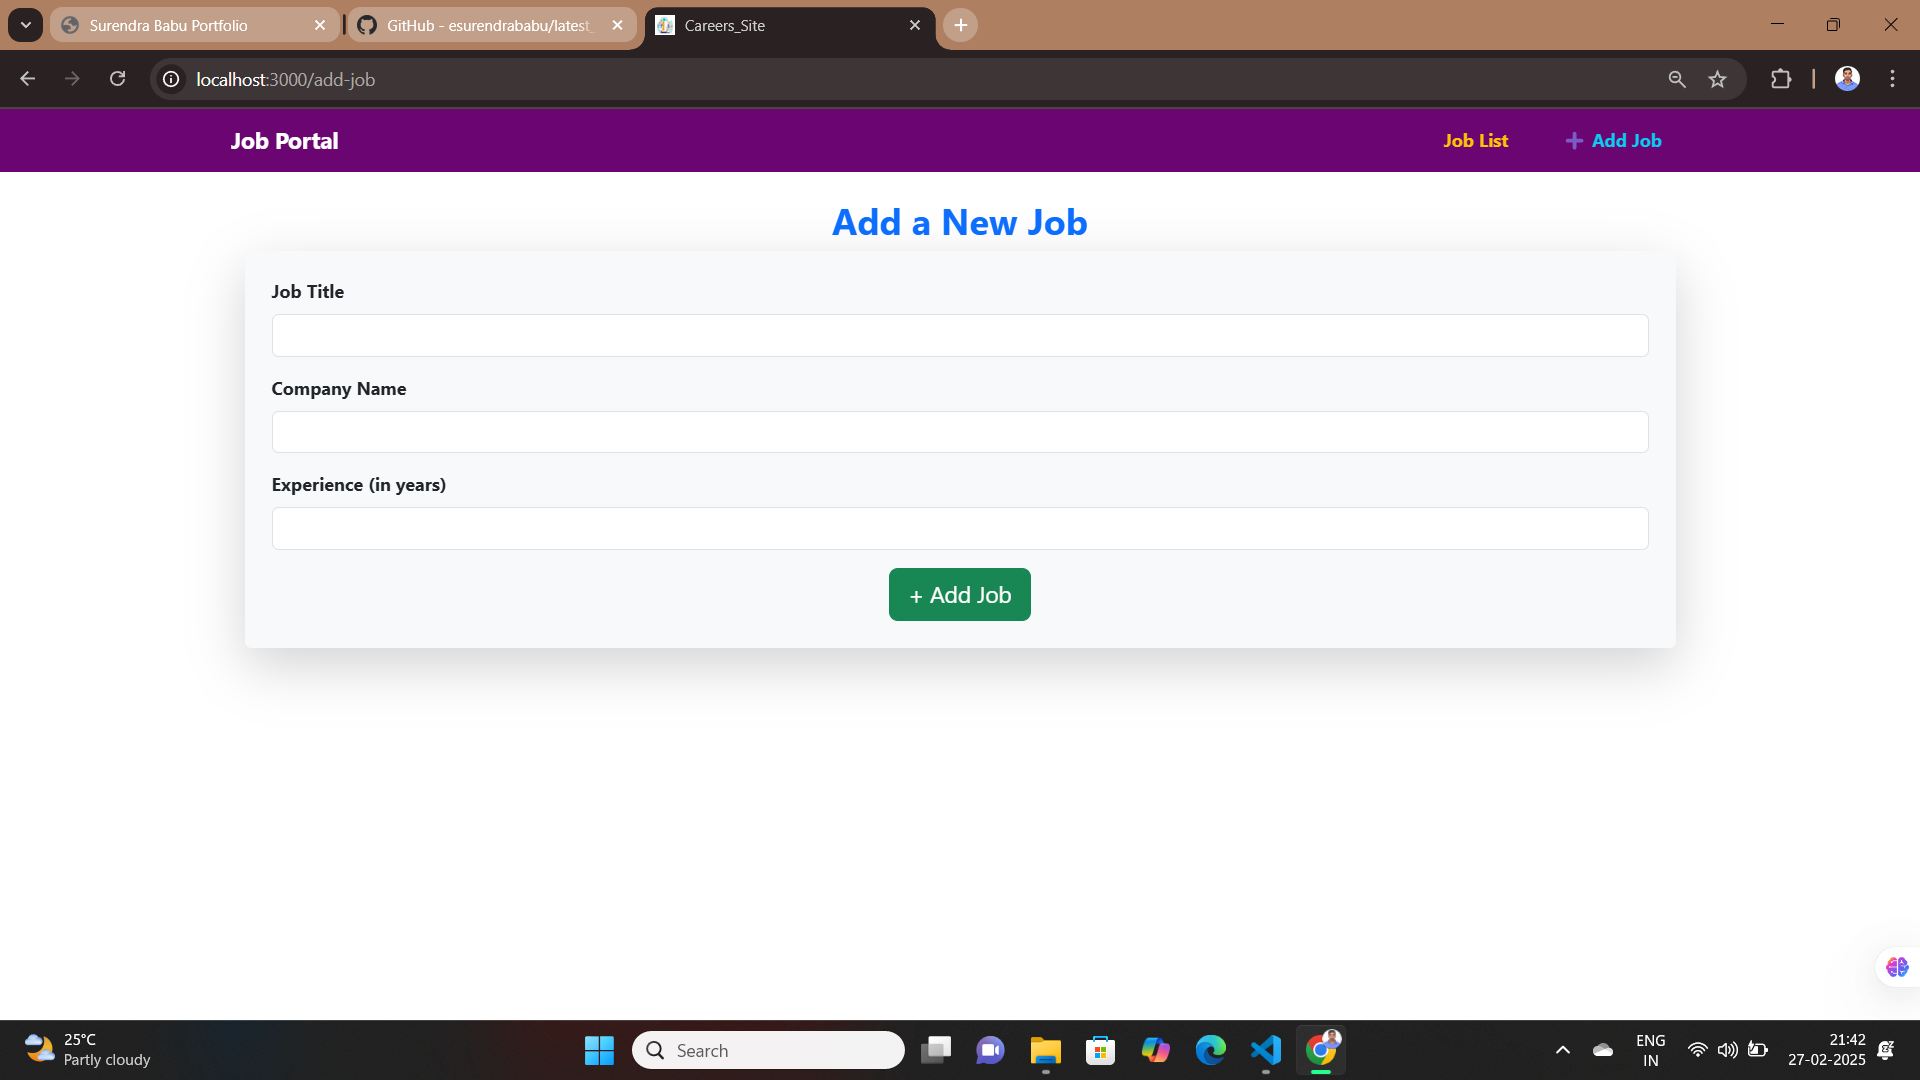 Surendra Babu Portfolio
GitHub - esurendrababu/latest_
Careers_Site
localhost:3000/add-job
Job Portal
Job List
Add Job
Add a New Job
Job Title
Company Name
Experience (in years)
+ Add Job
25°C
Partly cloudy
Search
ENG
IN
21:42
27-02-2025